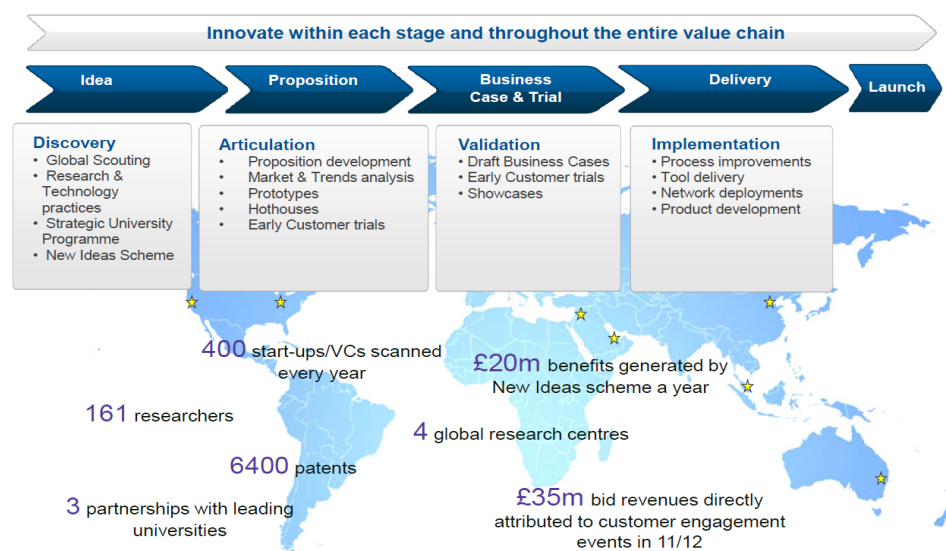 Innovate within each stage and throughout the entire value chain
Idea
Proposition
Business
Case & Trial
Delivery
Launch
Discovery
• Global Scouting
• Research &
Technology
practices
• Strategic University
Programme
• New Ideas Scheme
Articulation
• Proposition development
• Market & Trends analysis
• Prototypes
• Hothouses
• Early Customer trials
Validation
• Draft Business Cases
• Early Customer trials
• Showcases
Implementation
• Process improvements
• Tool delivery
• Network deployments
• Product development
400 start-ups/VCs scanned
every year
£20m benefits generated by
New Ideas scheme a year
161 researchers
4 global research centres
6400 patents
3 partnerships with leading
universities
£35m bid revenues directly
attributed to customer engagement
events in 11/12